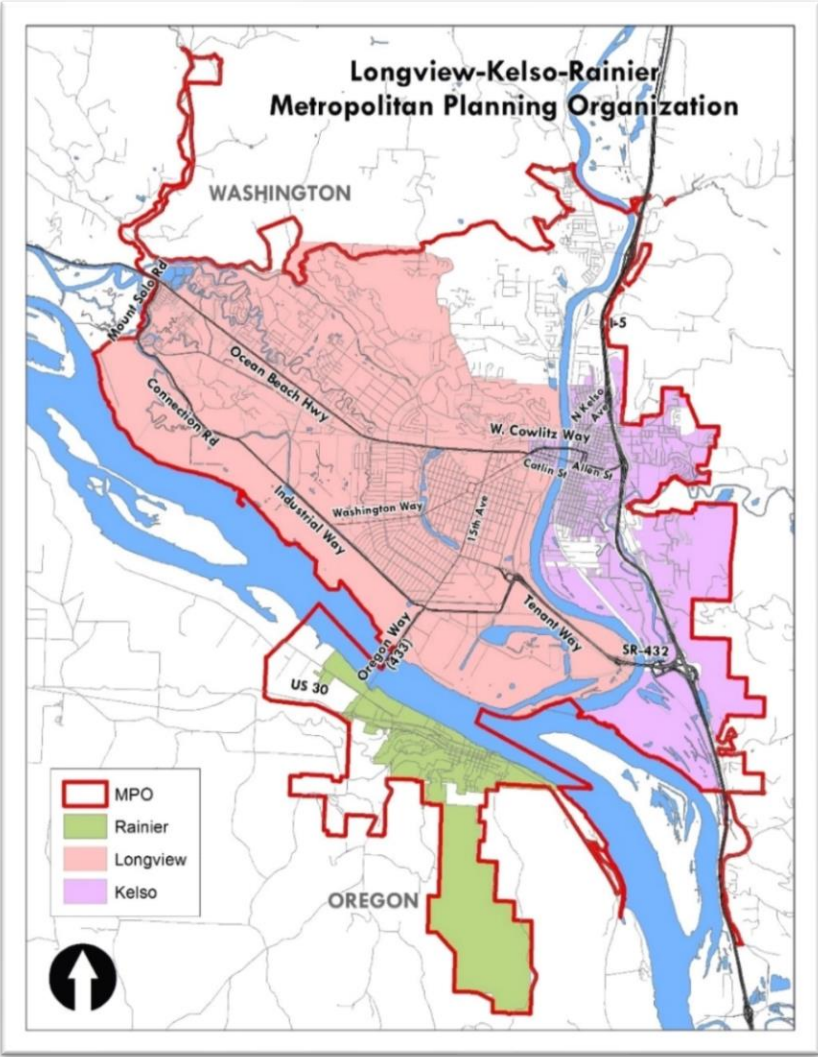 Longview-Kelso-Rainier
Metropolitan Planning Organization
WASHINGTON
Mount Solo Rd
I-5
Ocean Beach Hwy
N Kelso
Ave
Connection Rd
W. Cowlitz Way
Catlin St
Allen St
Industrial Way
Washington Way
15th Ave
Tenant Way
Oregon Way
(433)
SR-432
US 30
MPO
Rainier
Longview
Kelso
OREGON